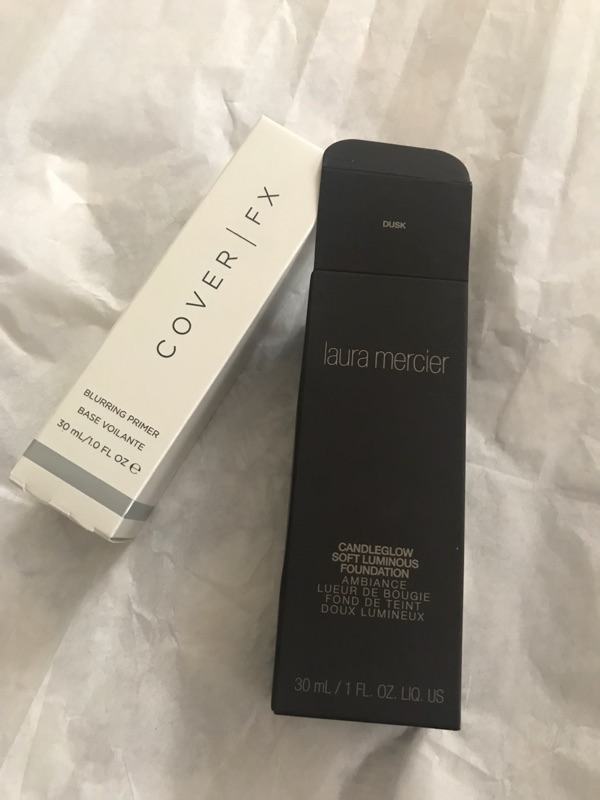 COVER | FX
BLURRING PRIMER
BASE VOILANTE
30 mL/1.0 FL OZ ℮
DUSK
laura mercier
CANDLEGLOW
SOFT LUMINOUS
FOUNDATION
AMBIANCE
LUEUR DE BOUGIE
FOND DE TEINT
DOUX LUMINEUX
30 mL / 1 FL. OZ. LIQ. US